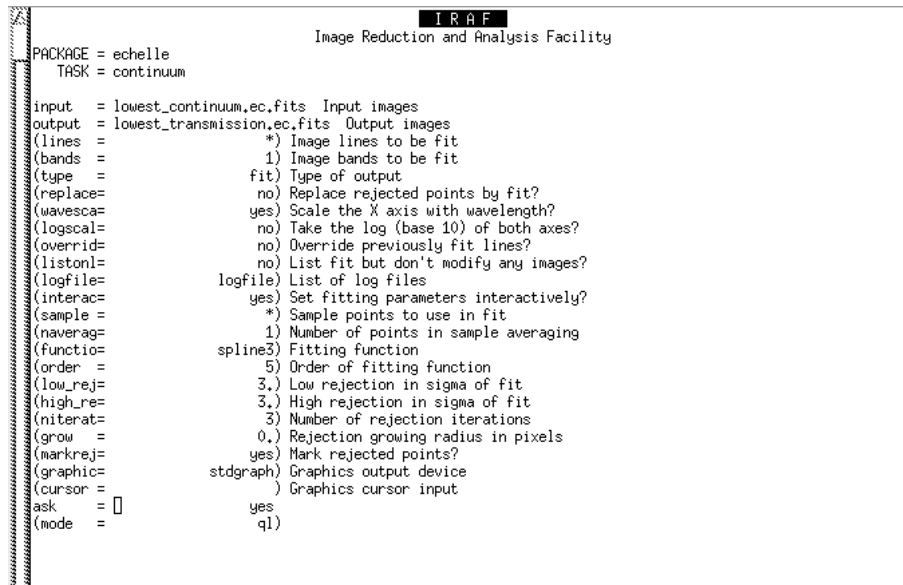 I R A F
Image Reduction and Analysis Facility
PACKAGE = echelle
TASK = continuum
input = lowest_continuum.ec.fits Input images
output = lowest_transmission.ec.fits Output images
(lines = *) Image lines to be fit
(bands = 1) Image bands to be fit
(type = fit) Type of output
(replace= no) Replace rejected points by fit?
(wavesca= yes) Scale the X axis with wavelength?
(logscal= no) Take the log (base 10) of both axes?
(overrid= no) Override previously fit lines?
(listonl= no) List fit but don't modify any images?
(logfile= logfile) List of log files
(interac= yes) Set fitting parameters interactively?
(sample = *) Sample points to use in fit
(naverag= 1) Number of points in sample averaging
(functio= spline3) Fitting function
(order = 5) Order of fitting function
(low_rej= 3.) Low rejection in sigma of fit
(high_re= 3.) High rejection in sigma of fit
(niterat= 3) Number of rejection iterations
(grow = 0.) Rejection growing radius in pixels
(markrej= yes) Mark rejected points?
(graphic= stdgraph) Graphics output device
(cursor = ) Graphics cursor input
ask = yes
(mode = ql)